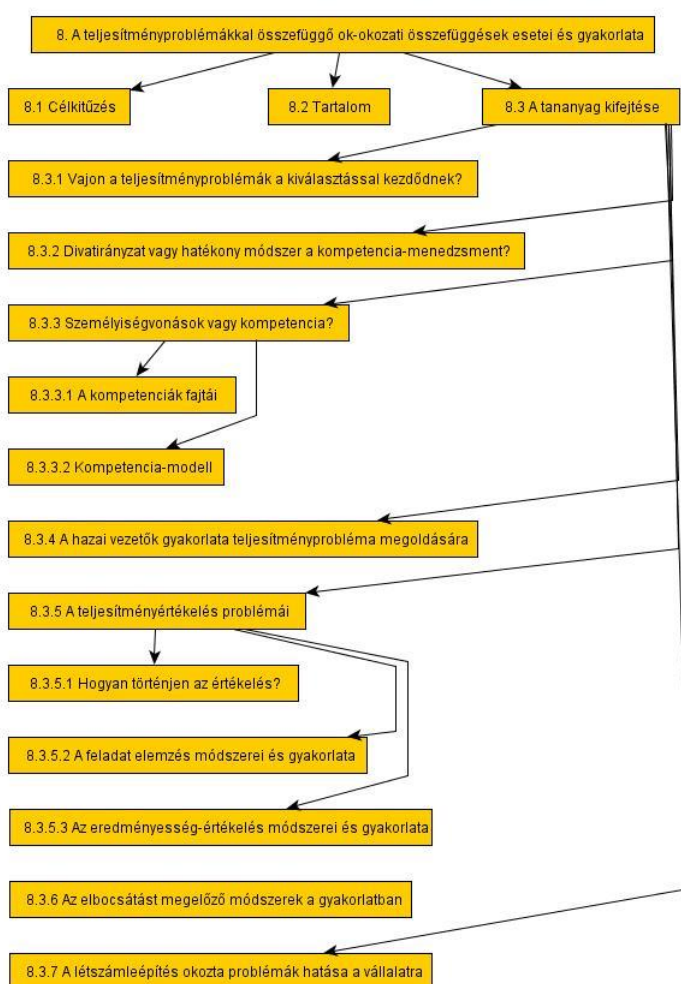 8. A teljesítményproblémákkal összefüggő ok-okozati összefüggések esetei és gyakorlata
8.1 Célkitűzés
8.2 Tartalom
8.3 A tananyag kifejtése
8.3.1 Vajon a teljesítményproblémák a kiválasztással kezdődnek?
8.3.2 Divatirányzat vagy hatékony módszer a kompetencia-menedzsment?
8.3.3 Személyiségvonások vagy kompetencia?
8.3.3.1 A kompetenciák fajtái
8.3.3.2 Kompetencia-modell
8.3.4 A hazai vezetők gyakorlata teljesítményprobléma megoldására
8.3.5 A teljesítményértékelés problémái
8.3.5.1 Hogyan történjen az értékelés?
8.3.5.2 A feladat elemzés módszerei és gyakorlata
8.3.5.3 Az eredményesség-értékelés módszerei és gyakorlata
8.3.6 Az elbocsátást megelőző módszerek a gyakorlatban
8.3.7 A létszámleépítés okozta problémák hatása a vállalatra